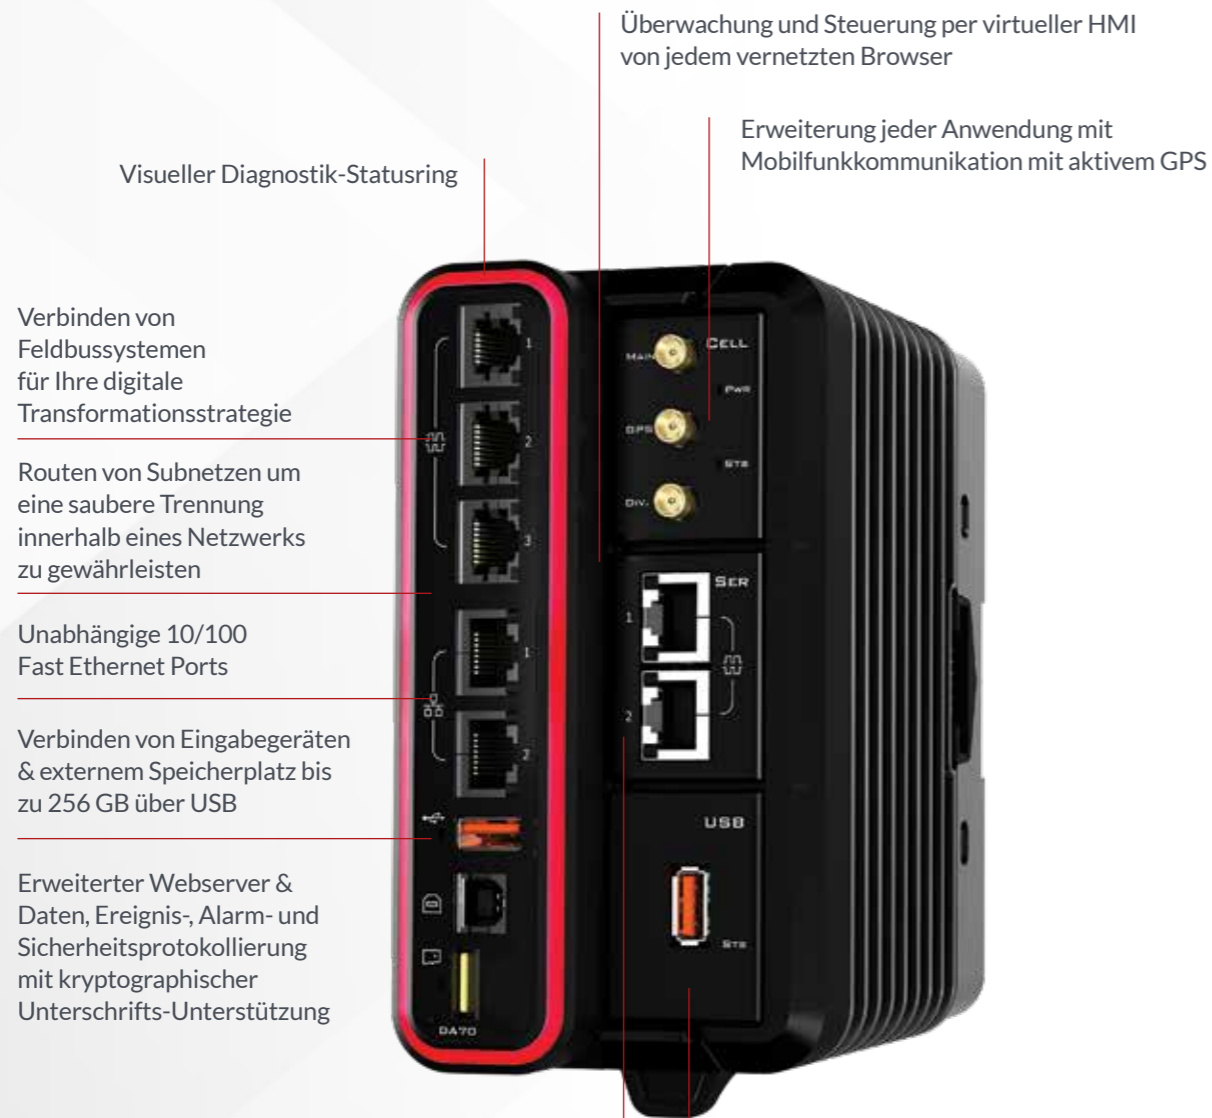 Überwachung und Steuerung per virtueller HMI
von jedem vernetzten Browser
Erweiterung jeder Anwendung mit
Mobilfunkkommunikation mit aktivem GPS
Visueller Diagnostik-Statusring
Verbinden von
Feldbussystemen
für Ihre digitale
Transformationsstrategie
Routen von Subnetzen um
eine saubere Trennung
innerhalb eines Netzwerks
zu gewährleisten
Unabhängige 10/100
Fast Ethernet Ports
Verbinden von Eingabegeräten
& externem Speicherplatz bis
zu 256 GB über USB
Erweiterter Webserver &
Daten, Ereignis-, Alarm- und
Sicherheitsprotokollierung
mit kryptographischer
Unterschrifts-Unterstützung
1
2
3
1
2
DA70
CELL
MAIN
PWR
GPS
STS
DIV.
SER
1
2
USB
STS